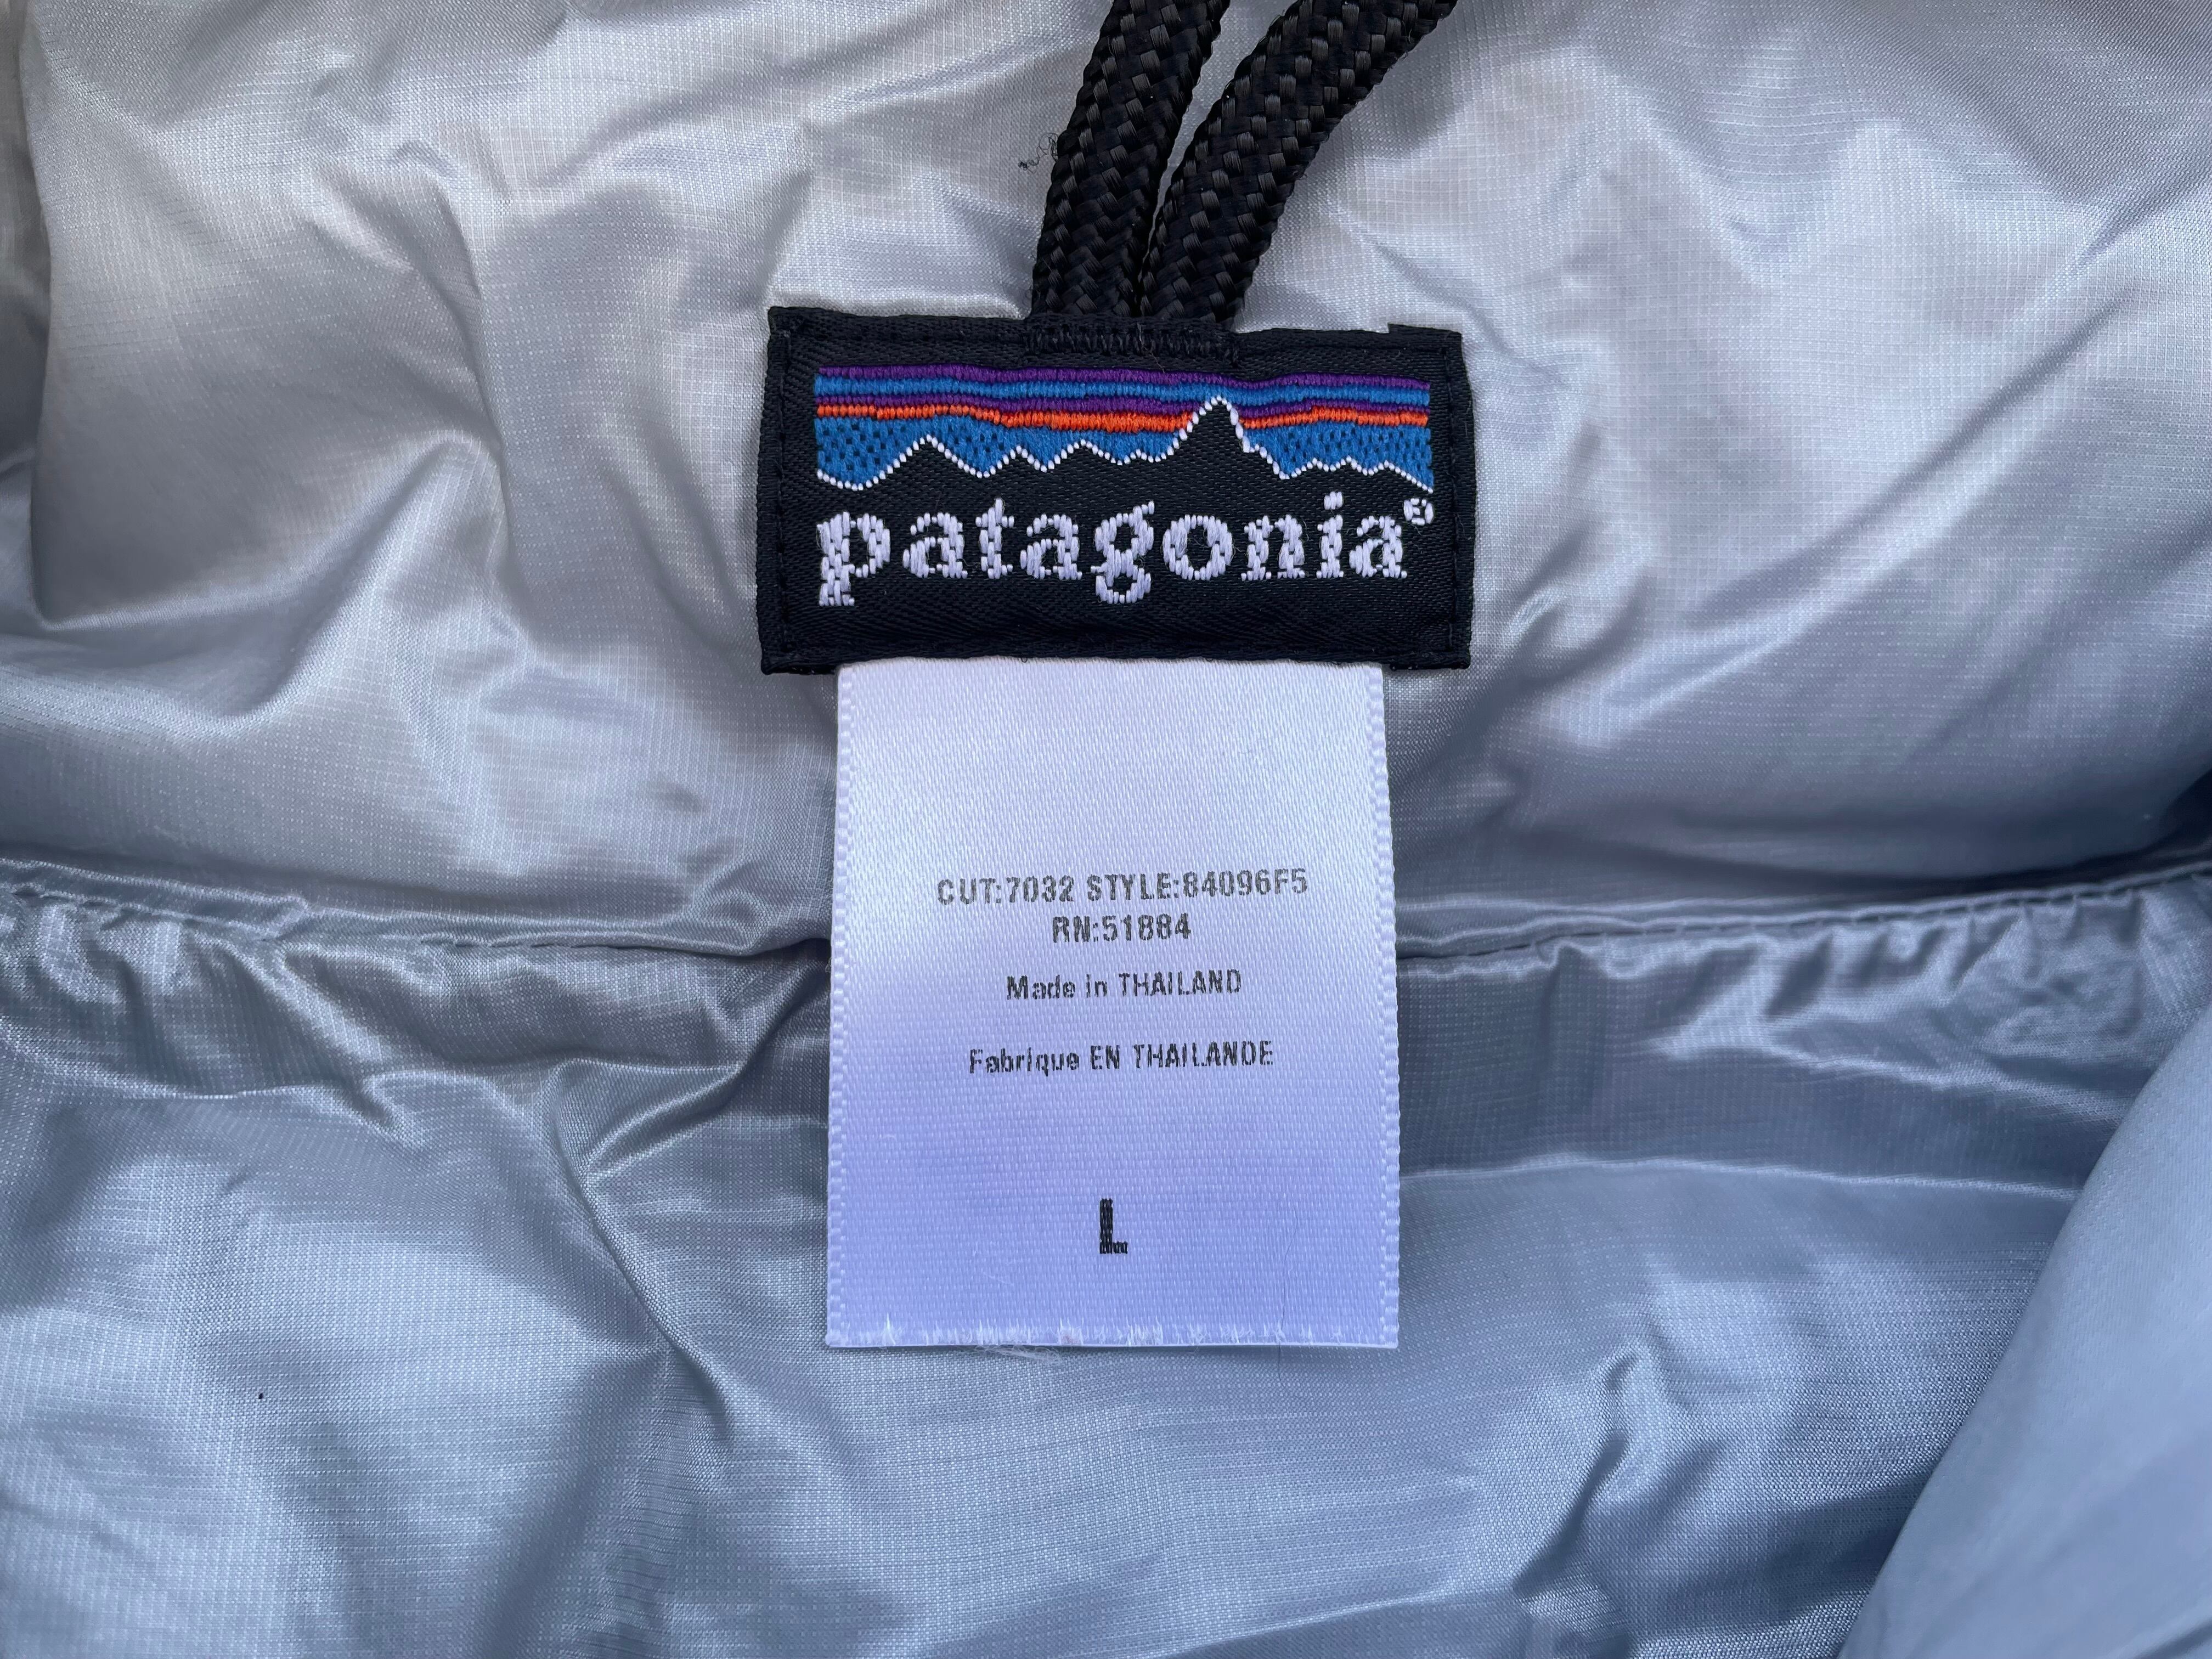 patagonia®
CUT:7032 STYLE:84096F5
RN:51884
Made in THAILAND
Fabrique EN THAILANDE
L